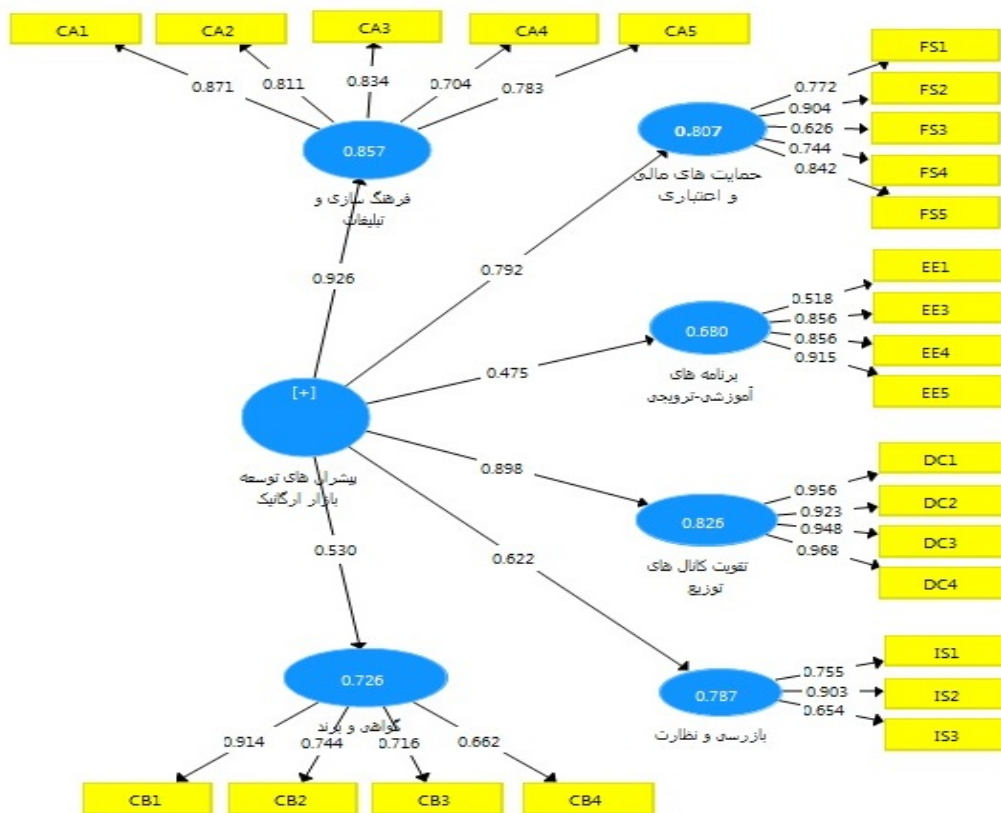 CA1
CA2
CA3
CA4
CA5
0.871
0.811
0.834
0.704
0.783
0.857
فرهنگ سازی و
تبلیغات
0.926
FS1
FS2
FS3
FS4
FS5
0.772
0.904
0.626
0.744
0.842
0.807
حمایت های مالی
و اعتباری
0.792
EE1
EE3
EE4
EE5
0.518
0.856
0.856
0.915
0.680
برنامه های
آموزشی-ترویجی
0.475
[+]
پیشران های توسعه
بازار ارگانیک
0.898
DC1
DC2
DC3
DC4
0.956
0.923
0.948
0.968
0.826
تقویت کانال های
توزیع
0.530
0.622
IS1
IS2
IS3
0.755
0.903
0.654
0.787
بازرسی و نظارت
0.726
گواهی و برند
0.914
0.744
0.716
0.662
CB1
CB2
CB3
CB4